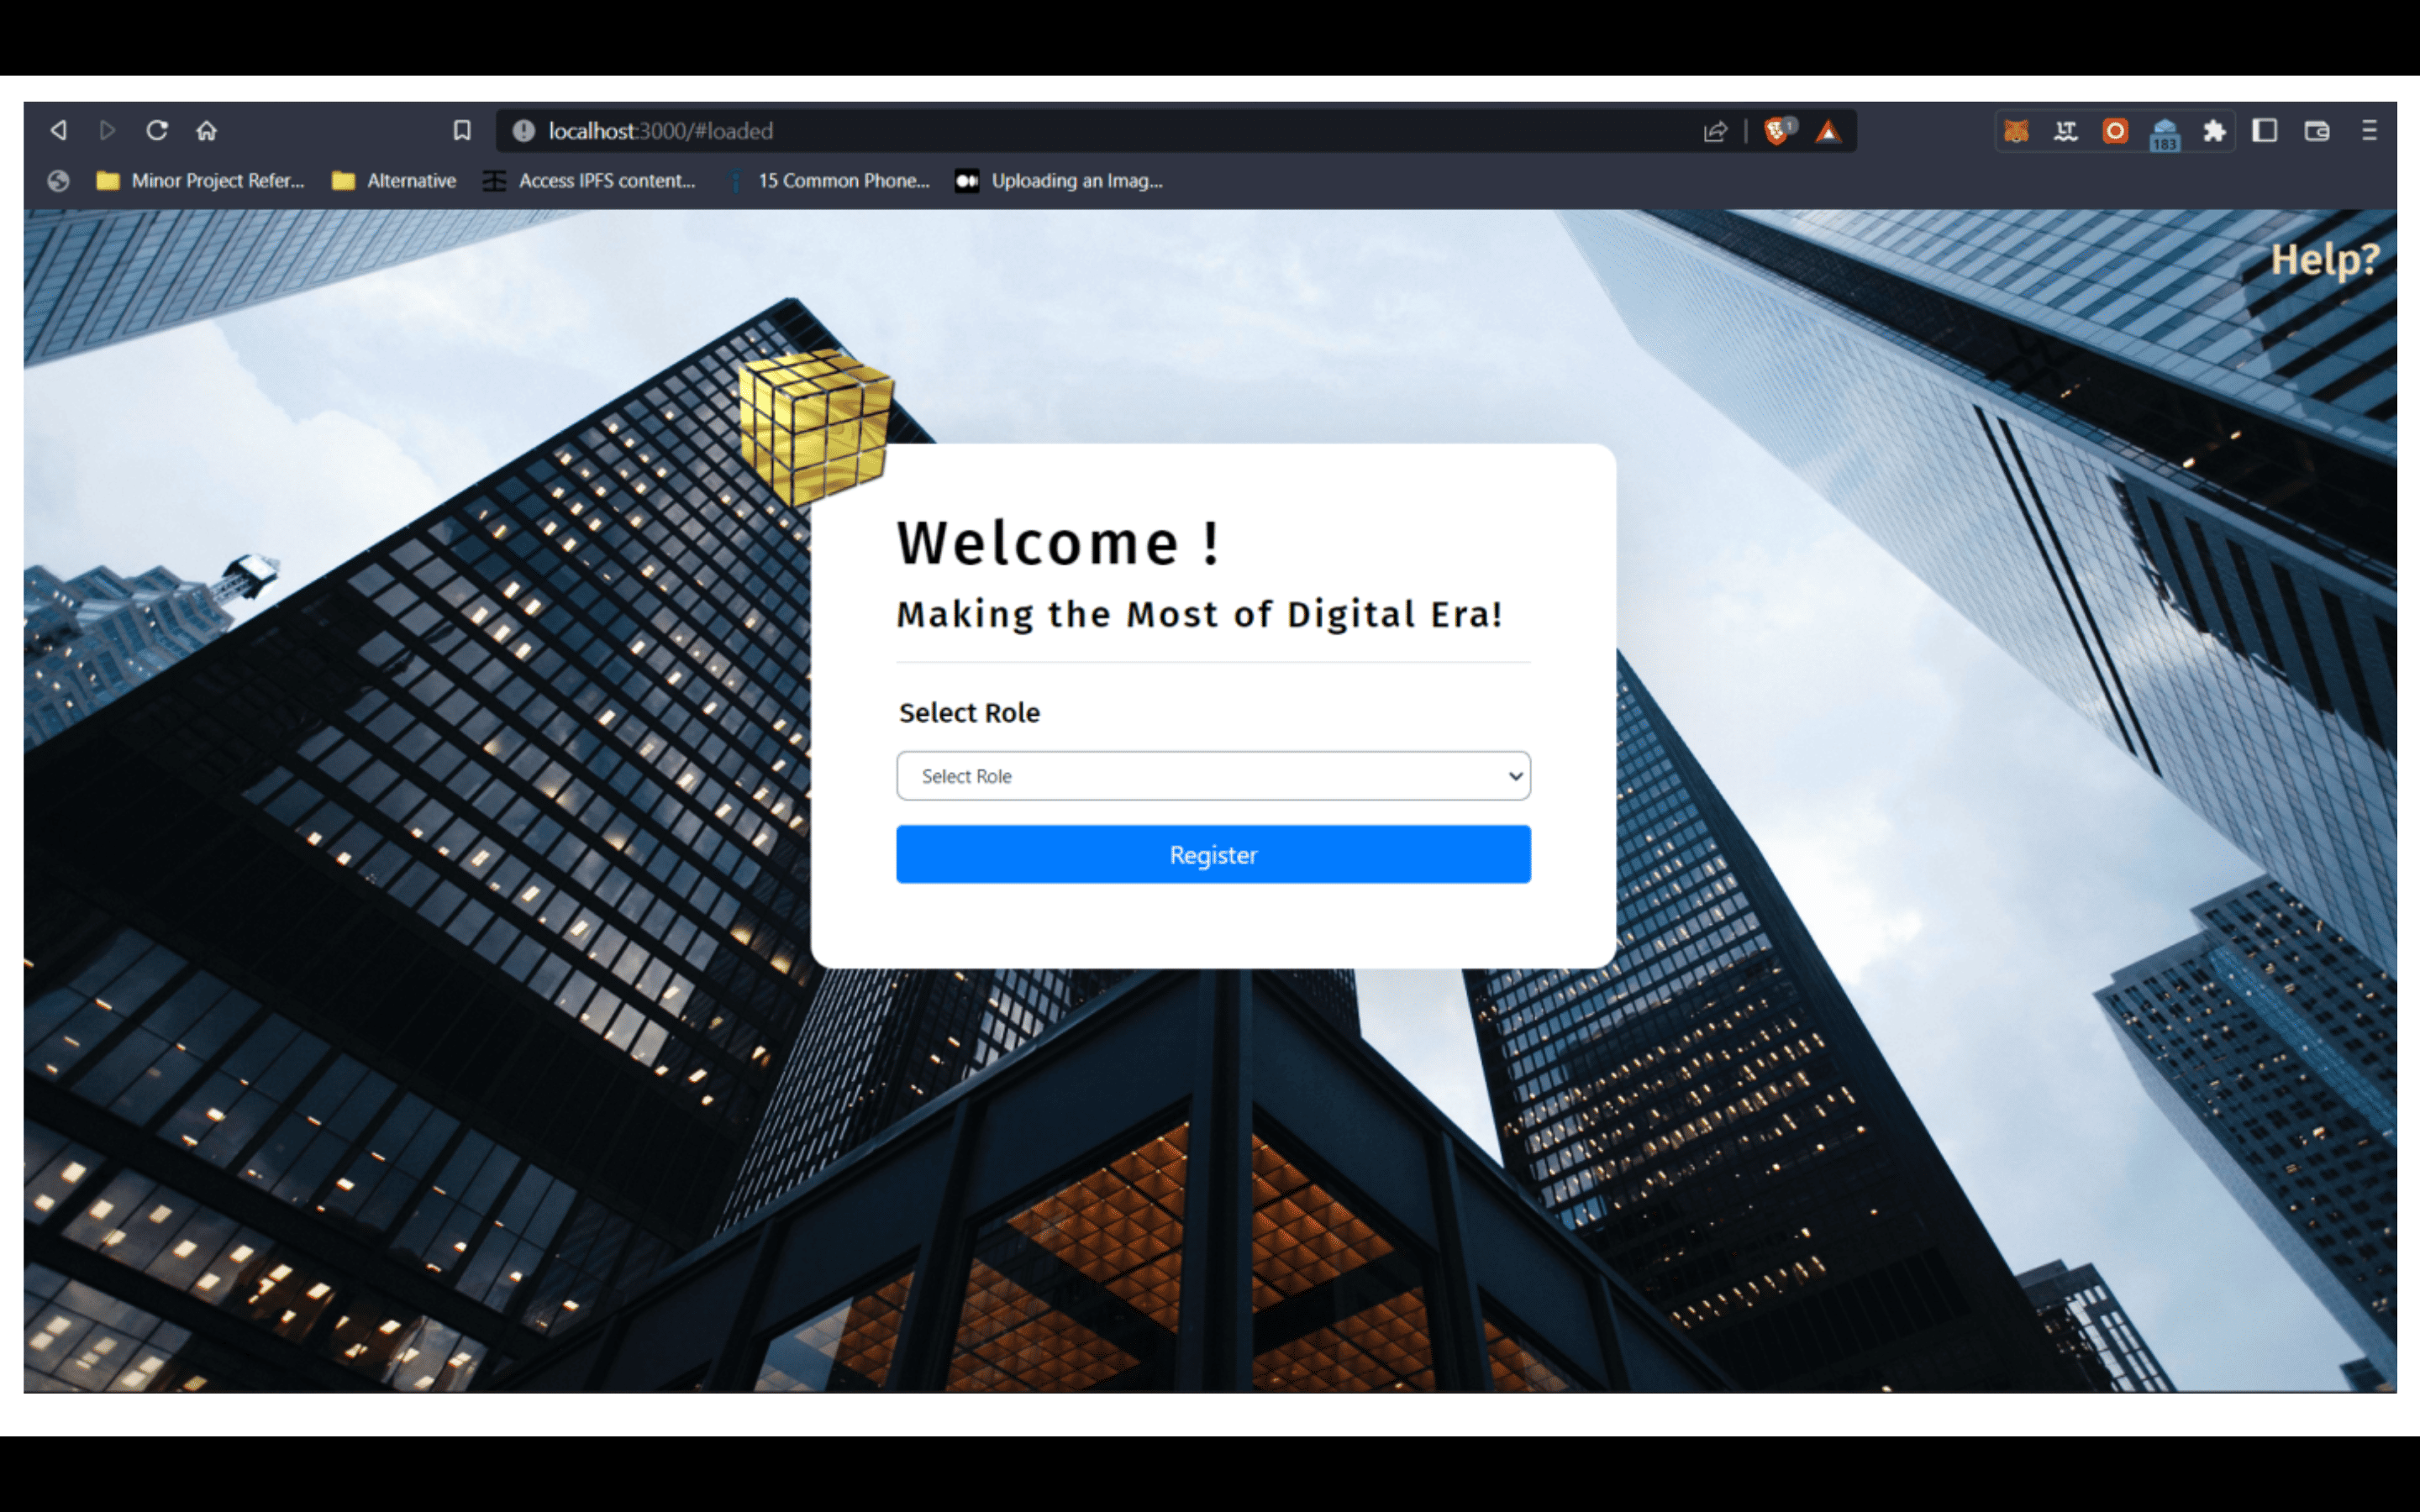 localhost:3000/#loaded
1
183
Minor Project Refer...
Alternative
Access IPFS content...
15 Common Phone...
Uploading an Imag...
Help?
Welcome !
Making the Most of Digital Era!
Select Role
Select Role
Register